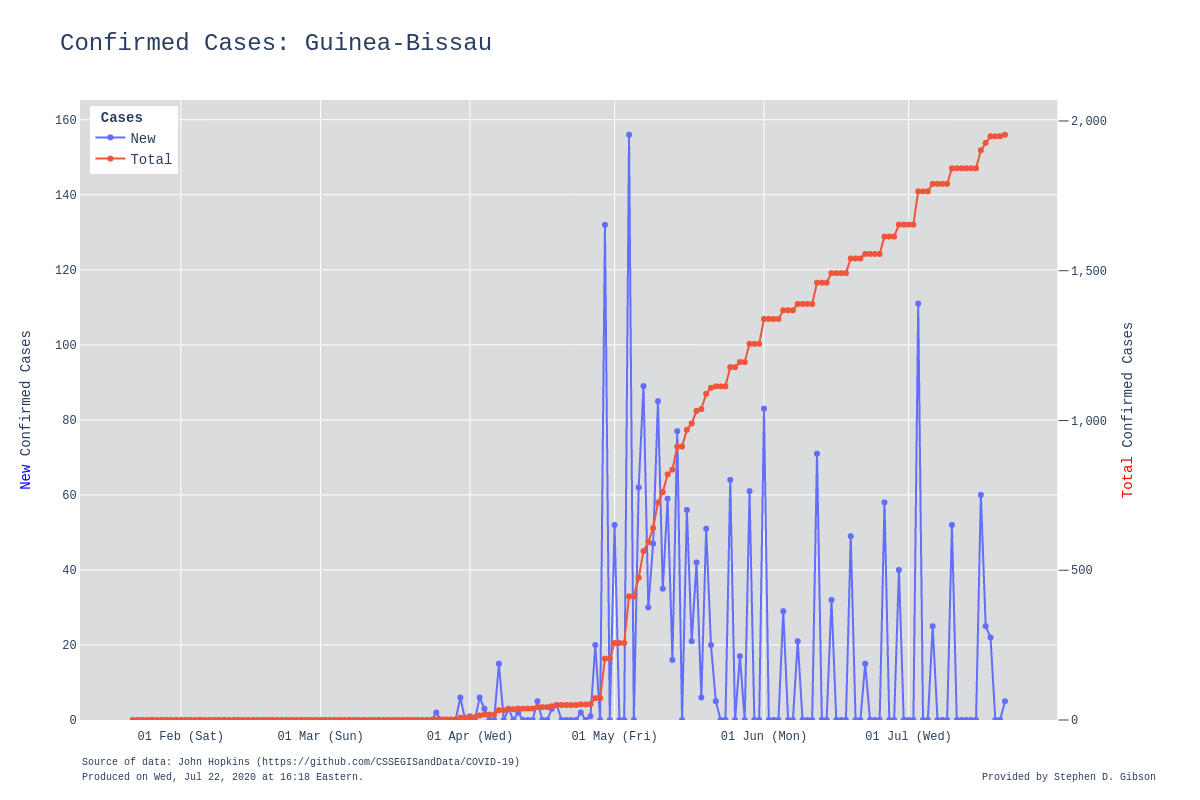 Confirmed Cases: Guinea-Bissau
Cases
New
Total
160
140
120
100
80
60
40
20
0
2,000
1,500
1,000
500
0
New Confirmed Cases
Total Confirmed Cases
01 Feb (Sat) 01 Mar (Sun) 01 Apr (Wed) 01 May (Fri) 01 Jun (Mon) 01 Jul (Wed)
Source of data: John Hopkins (https://github.com/CSSEGISandData/COVID-19)
Produced on Wed, Jul 22, 2020 at 16:18 Eastern.
Provided by Stephen D. Gibson